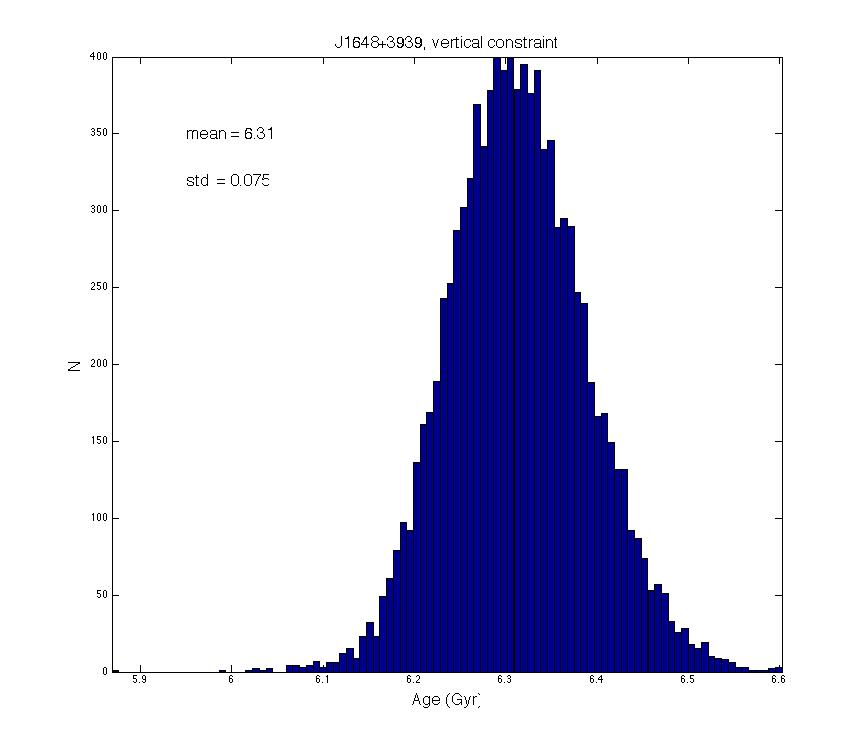 J1648+3939, vertical constraint
400
mean = 6.31
350
std = 0.075
300
250
N
200
150
100
50
0
5.9 6 6.1 6.2 6.3 6.4 6.5 6.6
Age (Gyr)